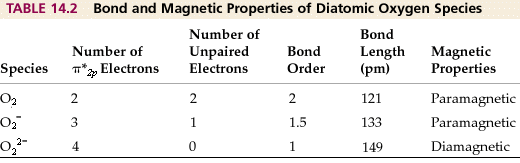 TABLE 14.2 Bond and Magnetic Properties of Diatomic Oxygen Species
Number of Bond
Number of Unpaired Bond Length Magnetic
Species π*2p Electrons Electrons Order (pm) Properties
O2 2 2 2 121 Paramagnetic
O2− 3 1 1.5 133 Paramagnetic
O22− 4 0 1 149 Diamagnetic